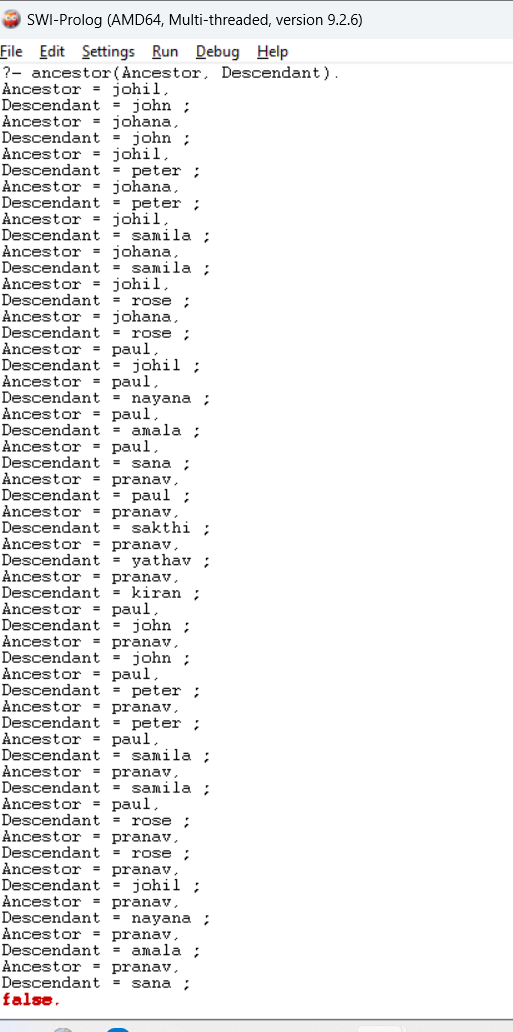 SWI-Prolog (AMD64, Multi-threaded, version 9.2.6)
File Edit Settings Run Debug Help
?- ancestor(Ancestor, Descendant).
Ancestor = johil,
Descendant = john ;
Ancestor = johana,
Descendant = john ;
Ancestor = johil,
Descendant = peter ;
Ancestor = johana,
Descendant = peter ;
Ancestor = johil,
Descendant = samila ;
Ancestor = johana,
Descendant = samila ;
Ancestor = johil,
Descendant = rose ;
Ancestor = johana,
Descendant = rose ;
Ancestor = paul,
Descendant = johil ;
Ancestor = paul,
Descendant = nayana ;
Ancestor = paul,
Descendant = amala ;
Ancestor = paul,
Descendant = sana ;
Ancestor = pranav,
Descendant = paul ;
Ancestor = pranav,
Descendant = sakthi ;
Ancestor = pranav,
Descendant = yathav ;
Ancestor = pranav,
Descendant = kiran ;
Ancestor = paul,
Descendant = john ;
Ancestor = pranav,
Descendant = john ;
Ancestor = paul,
Descendant = peter ;
Ancestor = pranav,
Descendant = peter ;
Ancestor = paul,
Descendant = samila ;
Ancestor = pranav,
Descendant = samila ;
Ancestor = paul,
Descendant = rose ;
Ancestor = pranav,
Descendant = rose ;
Ancestor = pranav,
Descendant = johil ;
Ancestor = pranav,
Descendant = nayana ;
Ancestor = pranav,
Descendant = amala ;
Ancestor = pranav,
Descendant = sana ;
false.